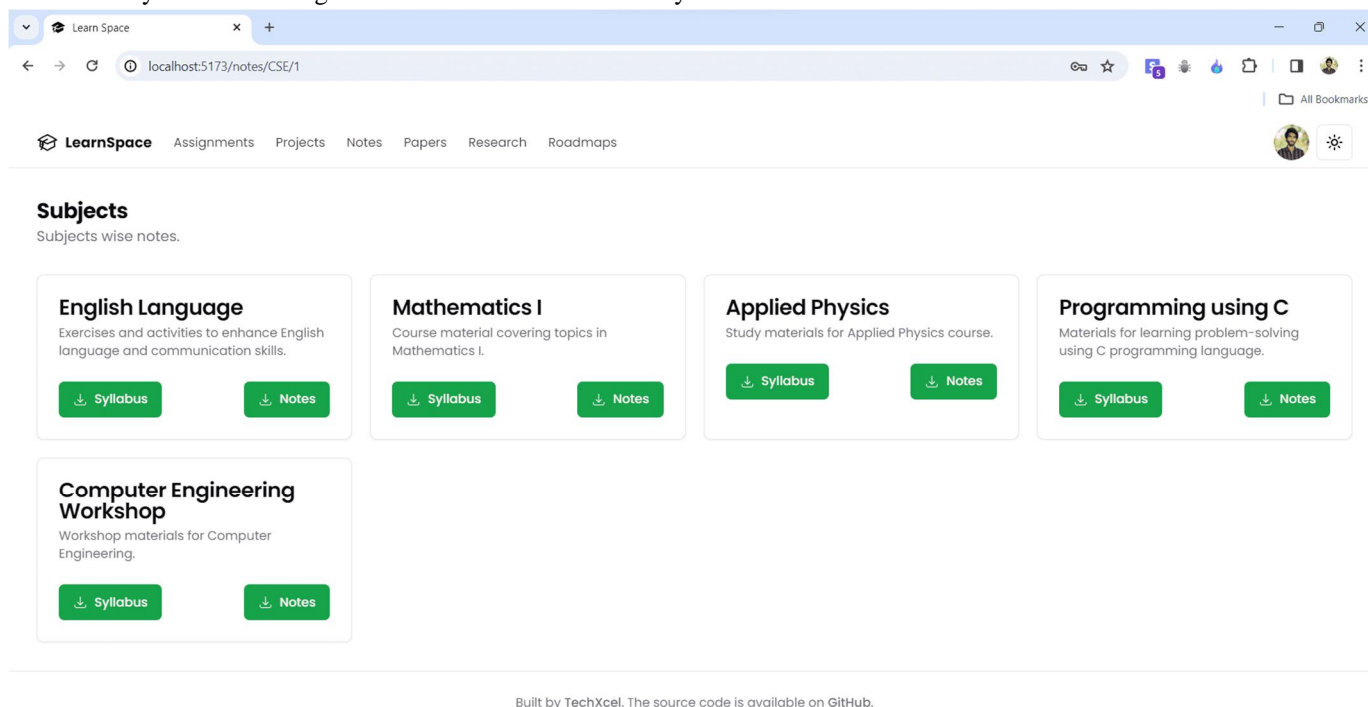 Learn Space
localhost:5173/notes/CSE/1
5
All Bookmarks
LearnSpace Assignments Projects Notes Papers Research Roadmaps
Subjects
Subjects wise notes.
English Language
Exercises and activities to enhance English
language and communication skills.
Syllabus Notes
Mathematics I
Course material covering topics in
Mathematics I.
Syllabus Notes
Applied Physics
Study materials for Applied Physics course.
Syllabus Notes
Programming using C
Materials for learning problem-solving
using C programming language.
Syllabus Notes
Computer Engineering
Workshop
Workshop materials for Computer
Engineering.
Syllabus Notes
Built by TechXcel. The source code is available on GitHub.